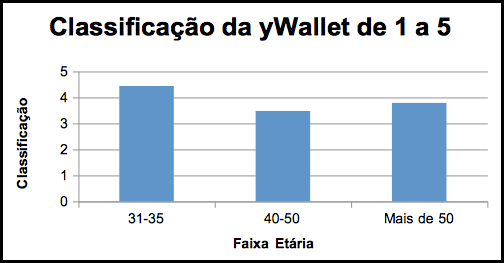 Classificação da yWallet de 1 a 5
Classificação
5
4
3
2
1
0
31-35 40-50 Mais de 50
Faixa Etária